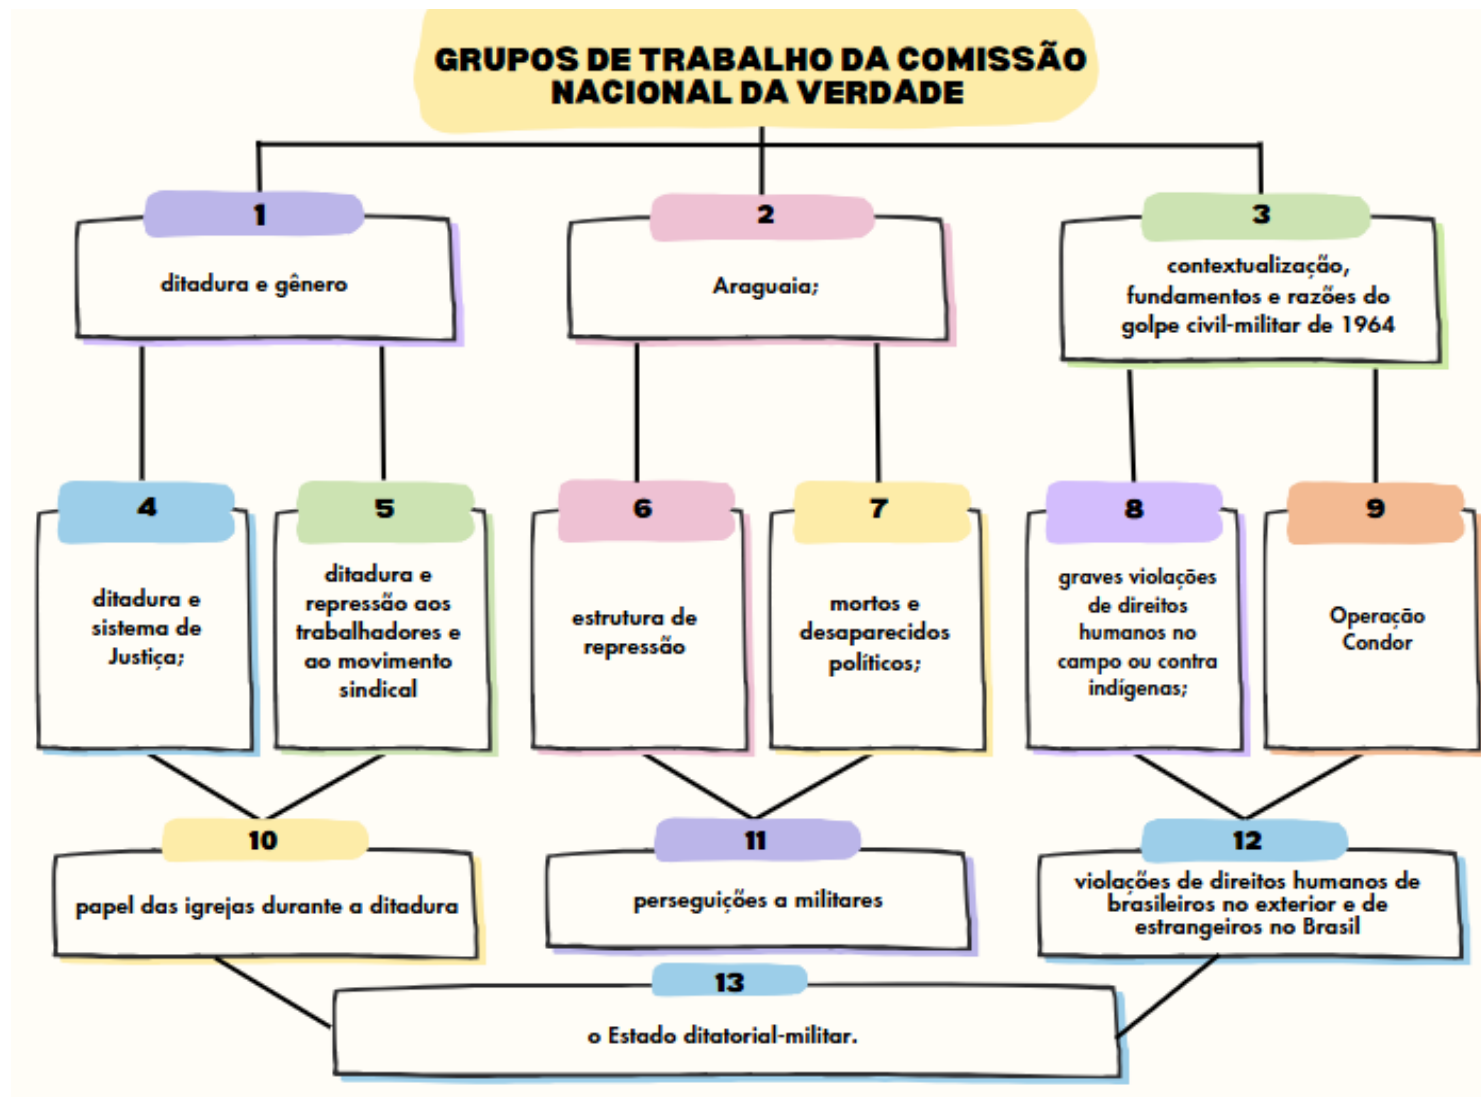 GRUPOS DE TRABALHO DA COMISSÃO
NACIONAL DA VERDADE
1
ditadura e gênero
2
Araguaia;
3
contextualização,
fundamentos e razões do
golpe civil-militar de 1964
4
ditadura e
sistema de
Justiça;
5
ditadura e
repressão aos
trabalhadores e
ao movimento
sindical
6
estrutura de
repressão
7
mortos e
desaparecidos
políticos;
8
graves violações
de direitos
humanos no
campo ou contra
indígenas;
9
Operação
Condor
10
papel das igrejas durante a ditadura
11
perseguições a militares
12
violações de direitos humanos de
brasileiros no exterior e de
estrangeiros no Brasil
13
o Estado ditatorial-militar.